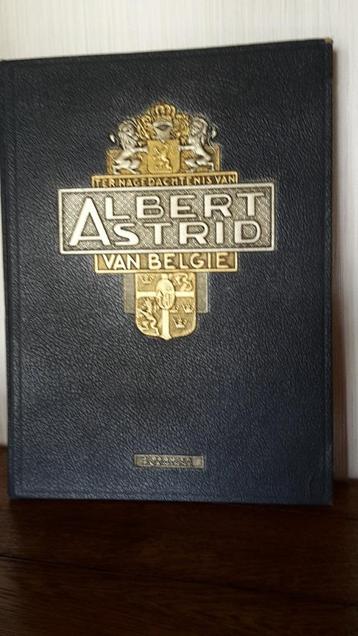 TER NAGEDACHTENIS VAN
ALBERT
ASTRID
VAN BELGIE